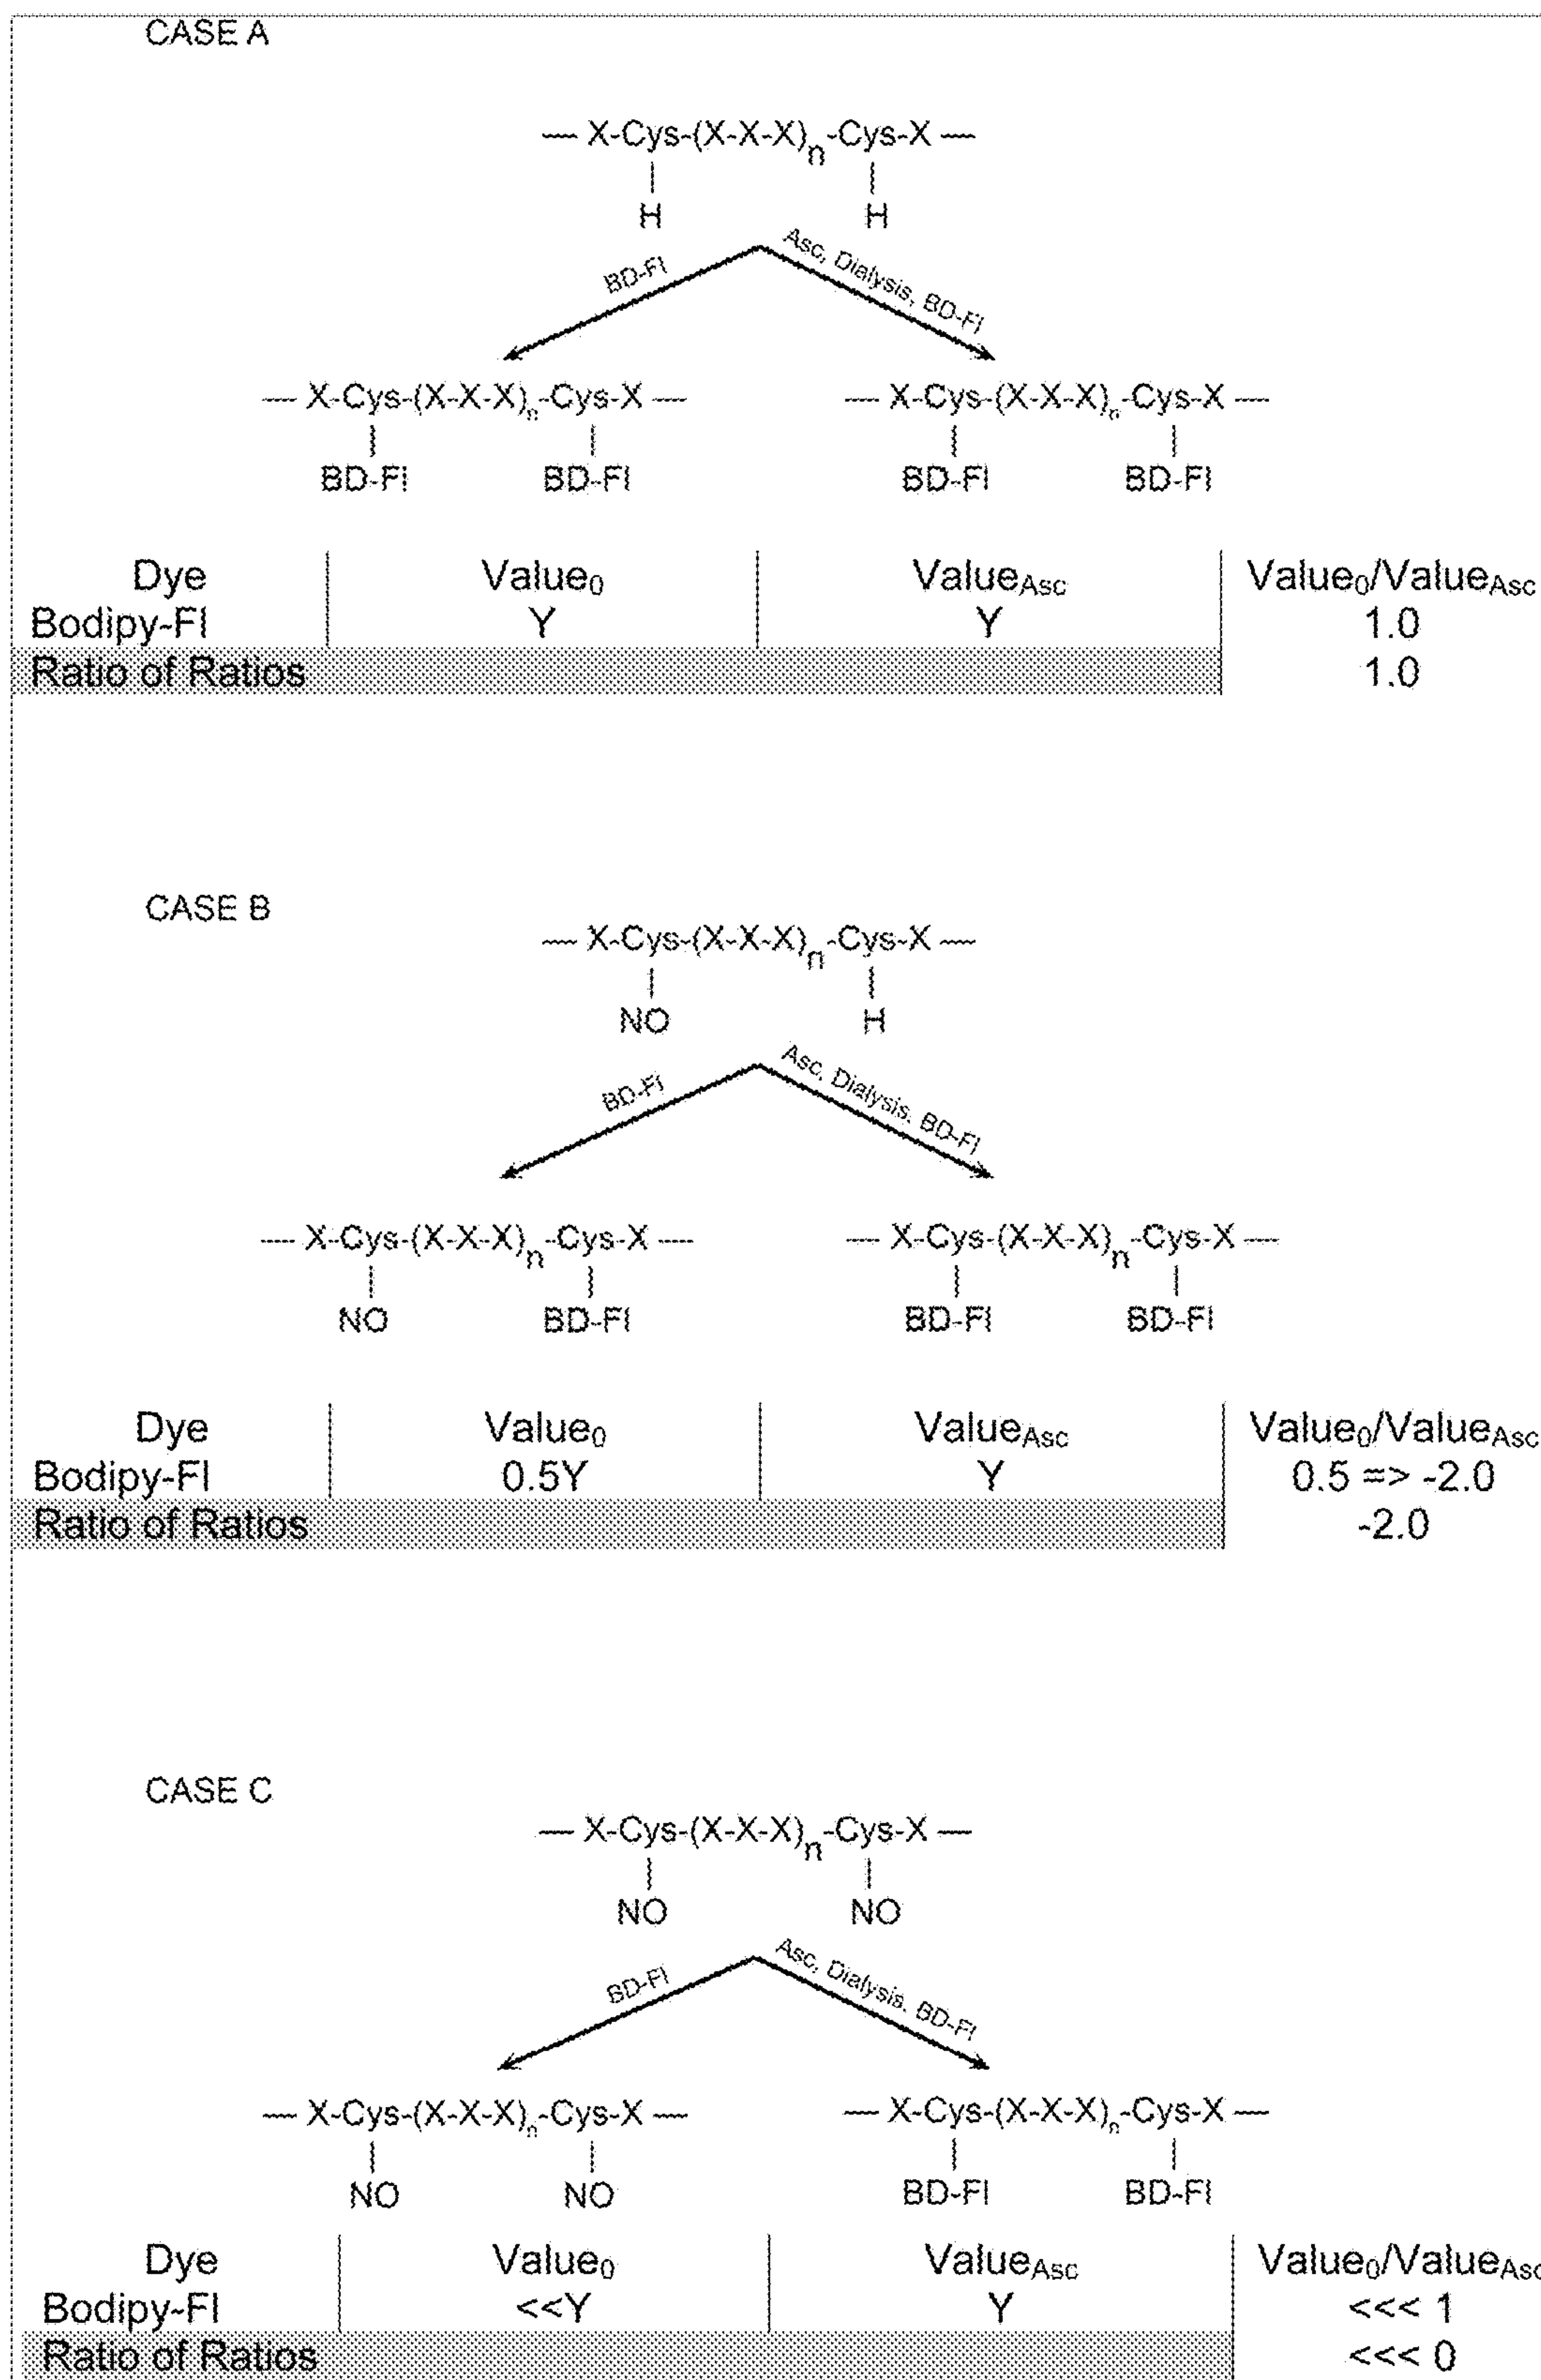 CASE A
— X-Cys-(X-X-X)n-Cys-X —
H H
BD-Fl Asc, Dialysis, BD-Fl
— X-Cys-(X-X-X)n-Cys-X — — X-Cys-(X-X-X)n-Cys-X —
BD-Fl BD-Fl BD-Fl BD-Fl
Dye Value0 ValueAsc Value0/ValueAsc
Bodipy-Fl Y Y 1.0
Ratio of Ratios 1.0
CASE B
— X-Cys-(X-X-X)n-Cys-X —
NO H
BD-Fl Asc, Dialysis, BD-Fl
— X-Cys-(X-X-X)n-Cys-X — — X-Cys-(X-X-X)n-Cys-X —
NO BD-Fl BD-Fl BD-Fl
Dye Value0 ValueAsc Value0/ValueAsc
Bodipy-Fl 0.5Y Y 0.5 => -2.0
Ratio of Ratios -2.0
CASE C
— X-Cys-(X-X-X)n-Cys-X —
NO NO
BD-Fl Asc, Dialysis, BD-Fl
— X-Cys-(X-X-X)n-Cys-X — — X-Cys-(X-X-X)n-Cys-X —
NO NO BD-Fl BD-Fl
Dye Value0 ValueAsc Value0/ValueAsc
Bodipy-Fl <<Y Y <<< 1
Ratio of Ratios <<< 0